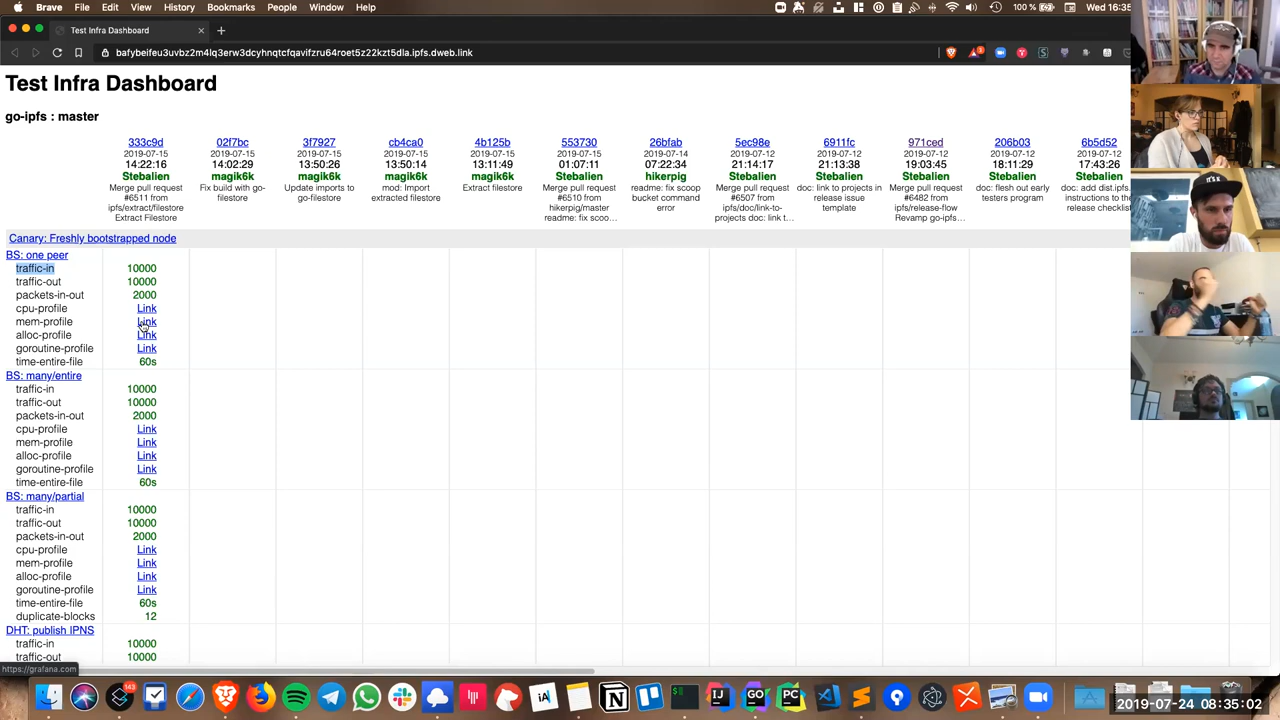 Brave File Edit View History Bookmarks People Window Help 100 % Wed 16:35
Test Infra Dashboard
bafybeifeu3uvbz2m4lq3erw3dcyhnqtcfqavifzru64roet5z22kzt5dla.ipfs.dweb.link
Test Infra Dashboard
go-ipfs : master
333c9d 02f7bc 3f7927 cb4ca0 4b125b 553730 26bfab 5ec98e 6911fc 971ced 206b03 6b5d52
2019-07-15 2019-07-15 2019-07-15 2019-07-15 2019-07-15 2019-07-15 2019-07-14 2019-07-12 2019-07-12 2019-07-12 2019-07-12 2019-07-12
14:22:16 14:02:29 13:50:26 13:50:14 13:11:49 01:07:11 07:22:34 21:14:17 21:13:38 19:03:45 18:11:29 17:43:26
Stebalien magik6k magik6k magik6k magik6k Stebalien hikerpig Stebalien Stebalien Stebalien Stebalien Stebalien
Merge pull request Fix build with go- Update imports to mod: Import Extract filestore Merge pull request readme: fix scoop Merge pull request doc: link to projects in Merge pull request doc: flesh out early doc: add dist.ipfs.
#6511 from filestore go-filestore extracted filestore #6510 from bucket command #6507 from release issue #6482 from testers program instructions to the
ipfs/extract/filestore hikerpig/master error ipfs/doc/link-to- template ipfs/release-flow release checklist
Extract Filestore readme: fix scoo... projects doc: link t... Revamp go-ipfs...
Canary: Freshly bootstrapped node
BS: one peer
traffic-in 10000
traffic-out 10000
packets-in-out 2000
cpu-profile Link
mem-profile Link
alloc-profile Link
goroutine-profile Link
time-entire-file 60s
BS: many/entire
traffic-in 10000
traffic-out 10000
packets-in-out 2000
cpu-profile Link
mem-profile Link
alloc-profile Link
goroutine-profile Link
time-entire-file 60s
BS: many/partial
traffic-in 10000
traffic-out 10000
packets-in-out 2000
cpu-profile Link
mem-profile Link
alloc-profile Link
goroutine-profile Link
time-entire-file 60s
duplicate-blocks 12
DHT: publish IPNS
traffic-in 10000
traffic-out 10000
https://grafana.com
143
iA
IJ GO PC
2019-07-24 08:35:02